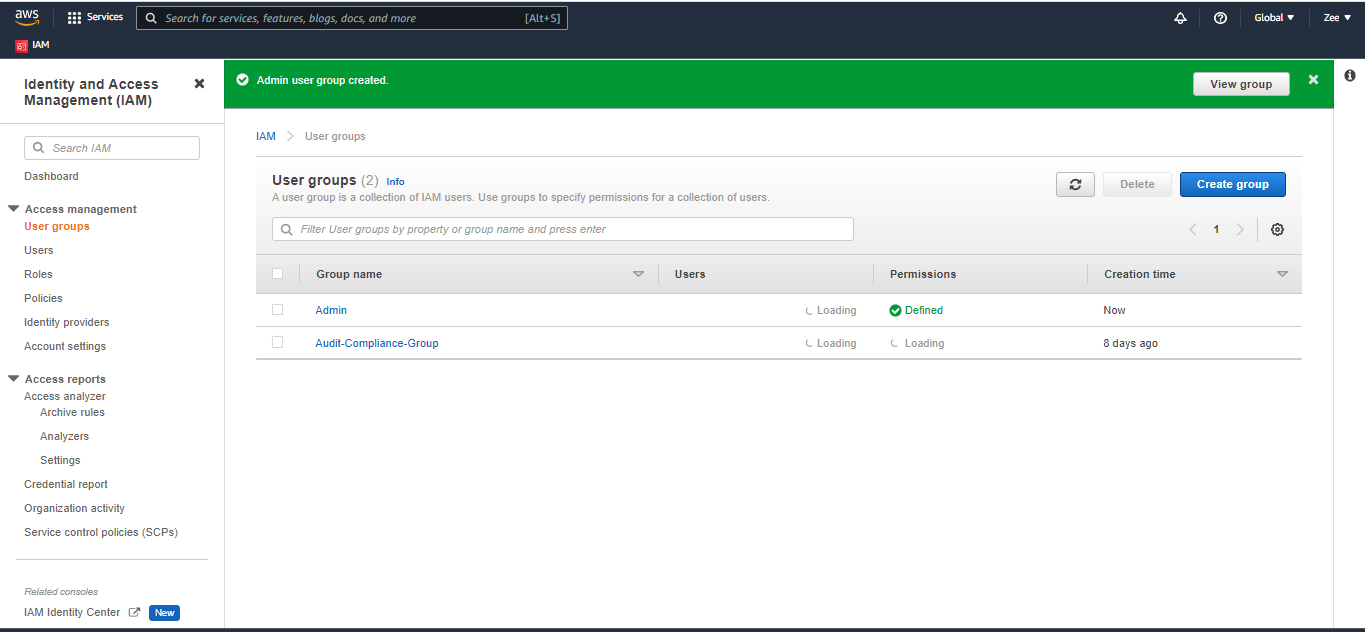 aws
Services
Search for services, features, blogs, docs, and more
[Alt+S]
Global
Zee
IAM
Identity and Access
Management (IAM)
Search IAM
Dashboard
Access management
User groups
Users
Roles
Policies
Identity providers
Account settings
Access reports
Access analyzer
Archive rules
Analyzers
Settings
Credential report
Organization activity
Service control policies (SCPs)
Related consoles
IAM Identity Center New
Admin user group created.
View group
IAM User groups
User groups (2) Info
A user group is a collection of IAM users. Use groups to specify permissions for a collection of users.
Delete
Create group
Filter User groups by property or group name and press enter
1
Group name Users Permissions Creation time
Admin Loading Defined Now
Audit-Compliance-Group Loading Loading 8 days ago